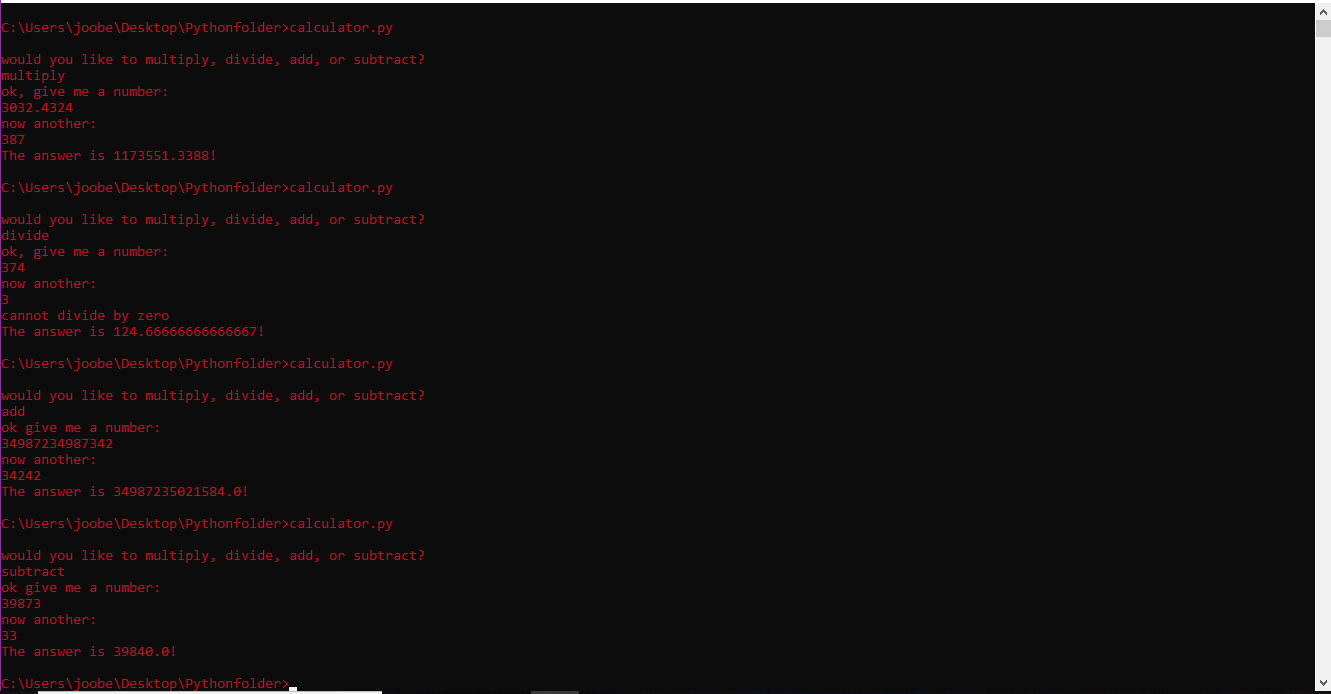 C:\Users\joobe\Desktop\Pythonfolder>calculator.py
would you like to multiply, divide, add, or subtract?
multiply
ok, give me a number:
3032.4324
now another:
387
The answer is 1173551.3388!
C:\Users\joobe\Desktop\Pythonfolder>calculator.py
would you like to multiply, divide, add, or subtract?
divide
ok, give me a number:
374
now another:
3
cannot divide by zero
The answer is 124.66666666666667!
C:\Users\joobe\Desktop\Pythonfolder>calculator.py
would you like to multiply, divide, add, or subtract?
add
ok give me a number:
34987234987342
now another:
34242
The answer is 34987235021584.0!
C:\Users\joobe\Desktop\Pythonfolder>calculator.py
would you like to multiply, divide, add, or subtract?
subtract
ok give me a number:
39873
now another:
33
The answer is 39840.0!
C:\Users\joobe\Desktop\Pythonfolder>